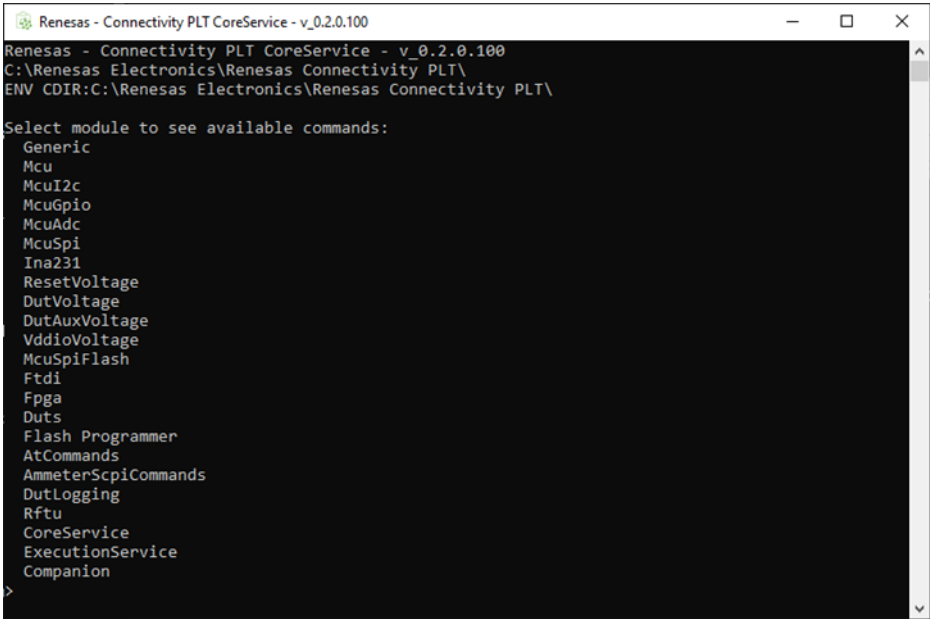 Renesas - Connectivity PLT CoreService - v_0.2.0.100
Renesas - Connectivity PLT CoreService - v_0.2.0.100
C:\Renesas Electronics\Renesas Connectivity PLT\
ENV CDIR:C:\Renesas Electronics\Renesas Connectivity PLT\
Select module to see available commands:
Generic
Mcu
McuI2c
McuGpio
McuAdc
McuSpi
Ina231
ResetVoltage
DutVoltage
DutAuxVoltage
VddioVoltage
McuSpiFlash
Ftdi
Fpga
Duts
Flash Programmer
AtCommands
AmmeterScpiCommands
DutLogging
Rftu
CoreService
ExecutionService
Companion
>